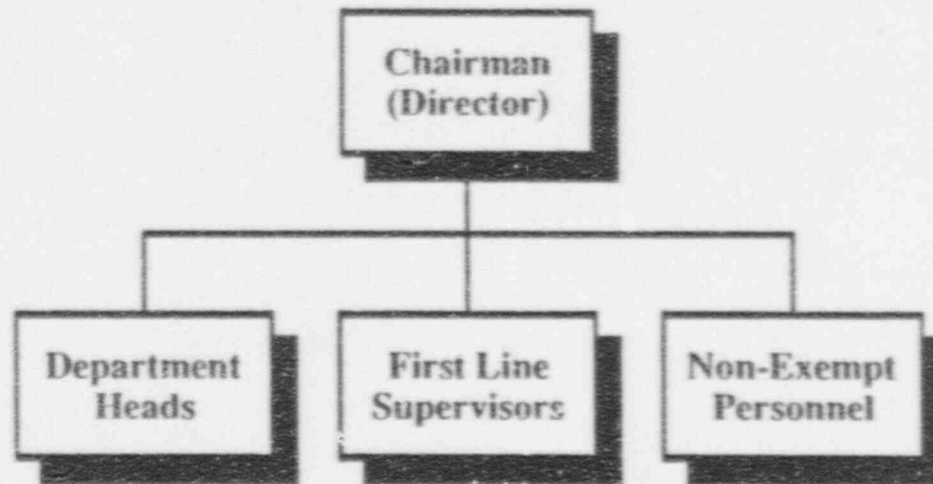 Chairman
(Director)
Department
Heads
First Line
Supervisors
Non-Exempt
Personnel